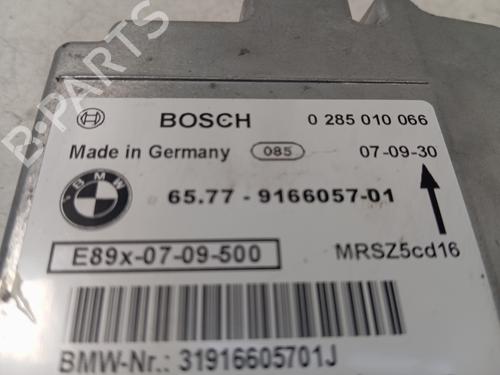 BOSCH 0 285 010 066
Made in Germany 085 07-09-30
BMW 65.77 - 9166057-01
E89x-07-09-500 MRSZ5cd16
BMW-Nr.: 31916605701J
B-PARTS